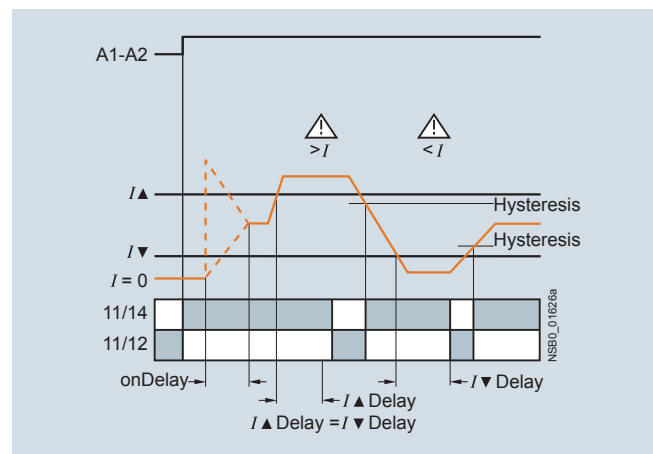 A1-A2
>I
<I
I▲
Hysteresis
Hysteresis
I▼
I = 0
11/14
11/12
NSB0_01626a
onDelay
I▲Delay
I▼Delay
I▲Delay =I▼Delay